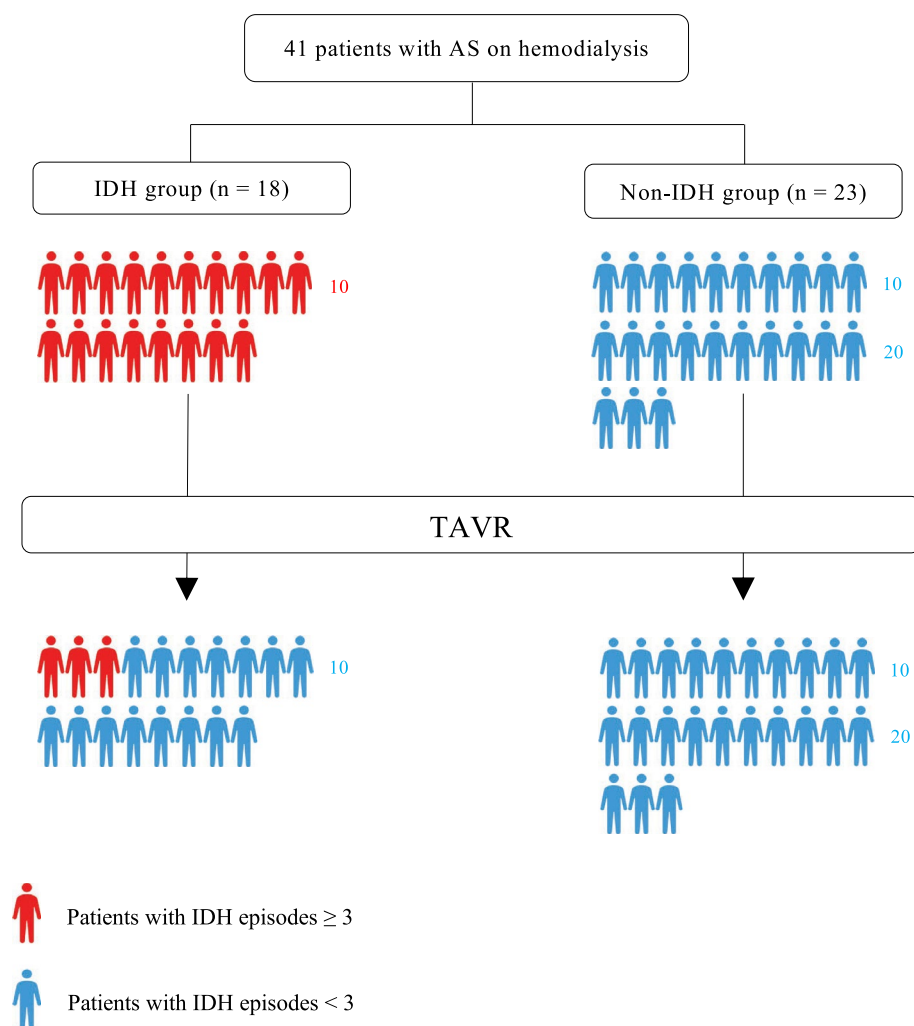 41 patients with AS on hemodialysis
IDH group (n = 18)
Non-IDH group (n = 23)
10
10
20
TAVR
10
10
20
Patients with IDH episodes ≥ 3
Patients with IDH episodes < 3